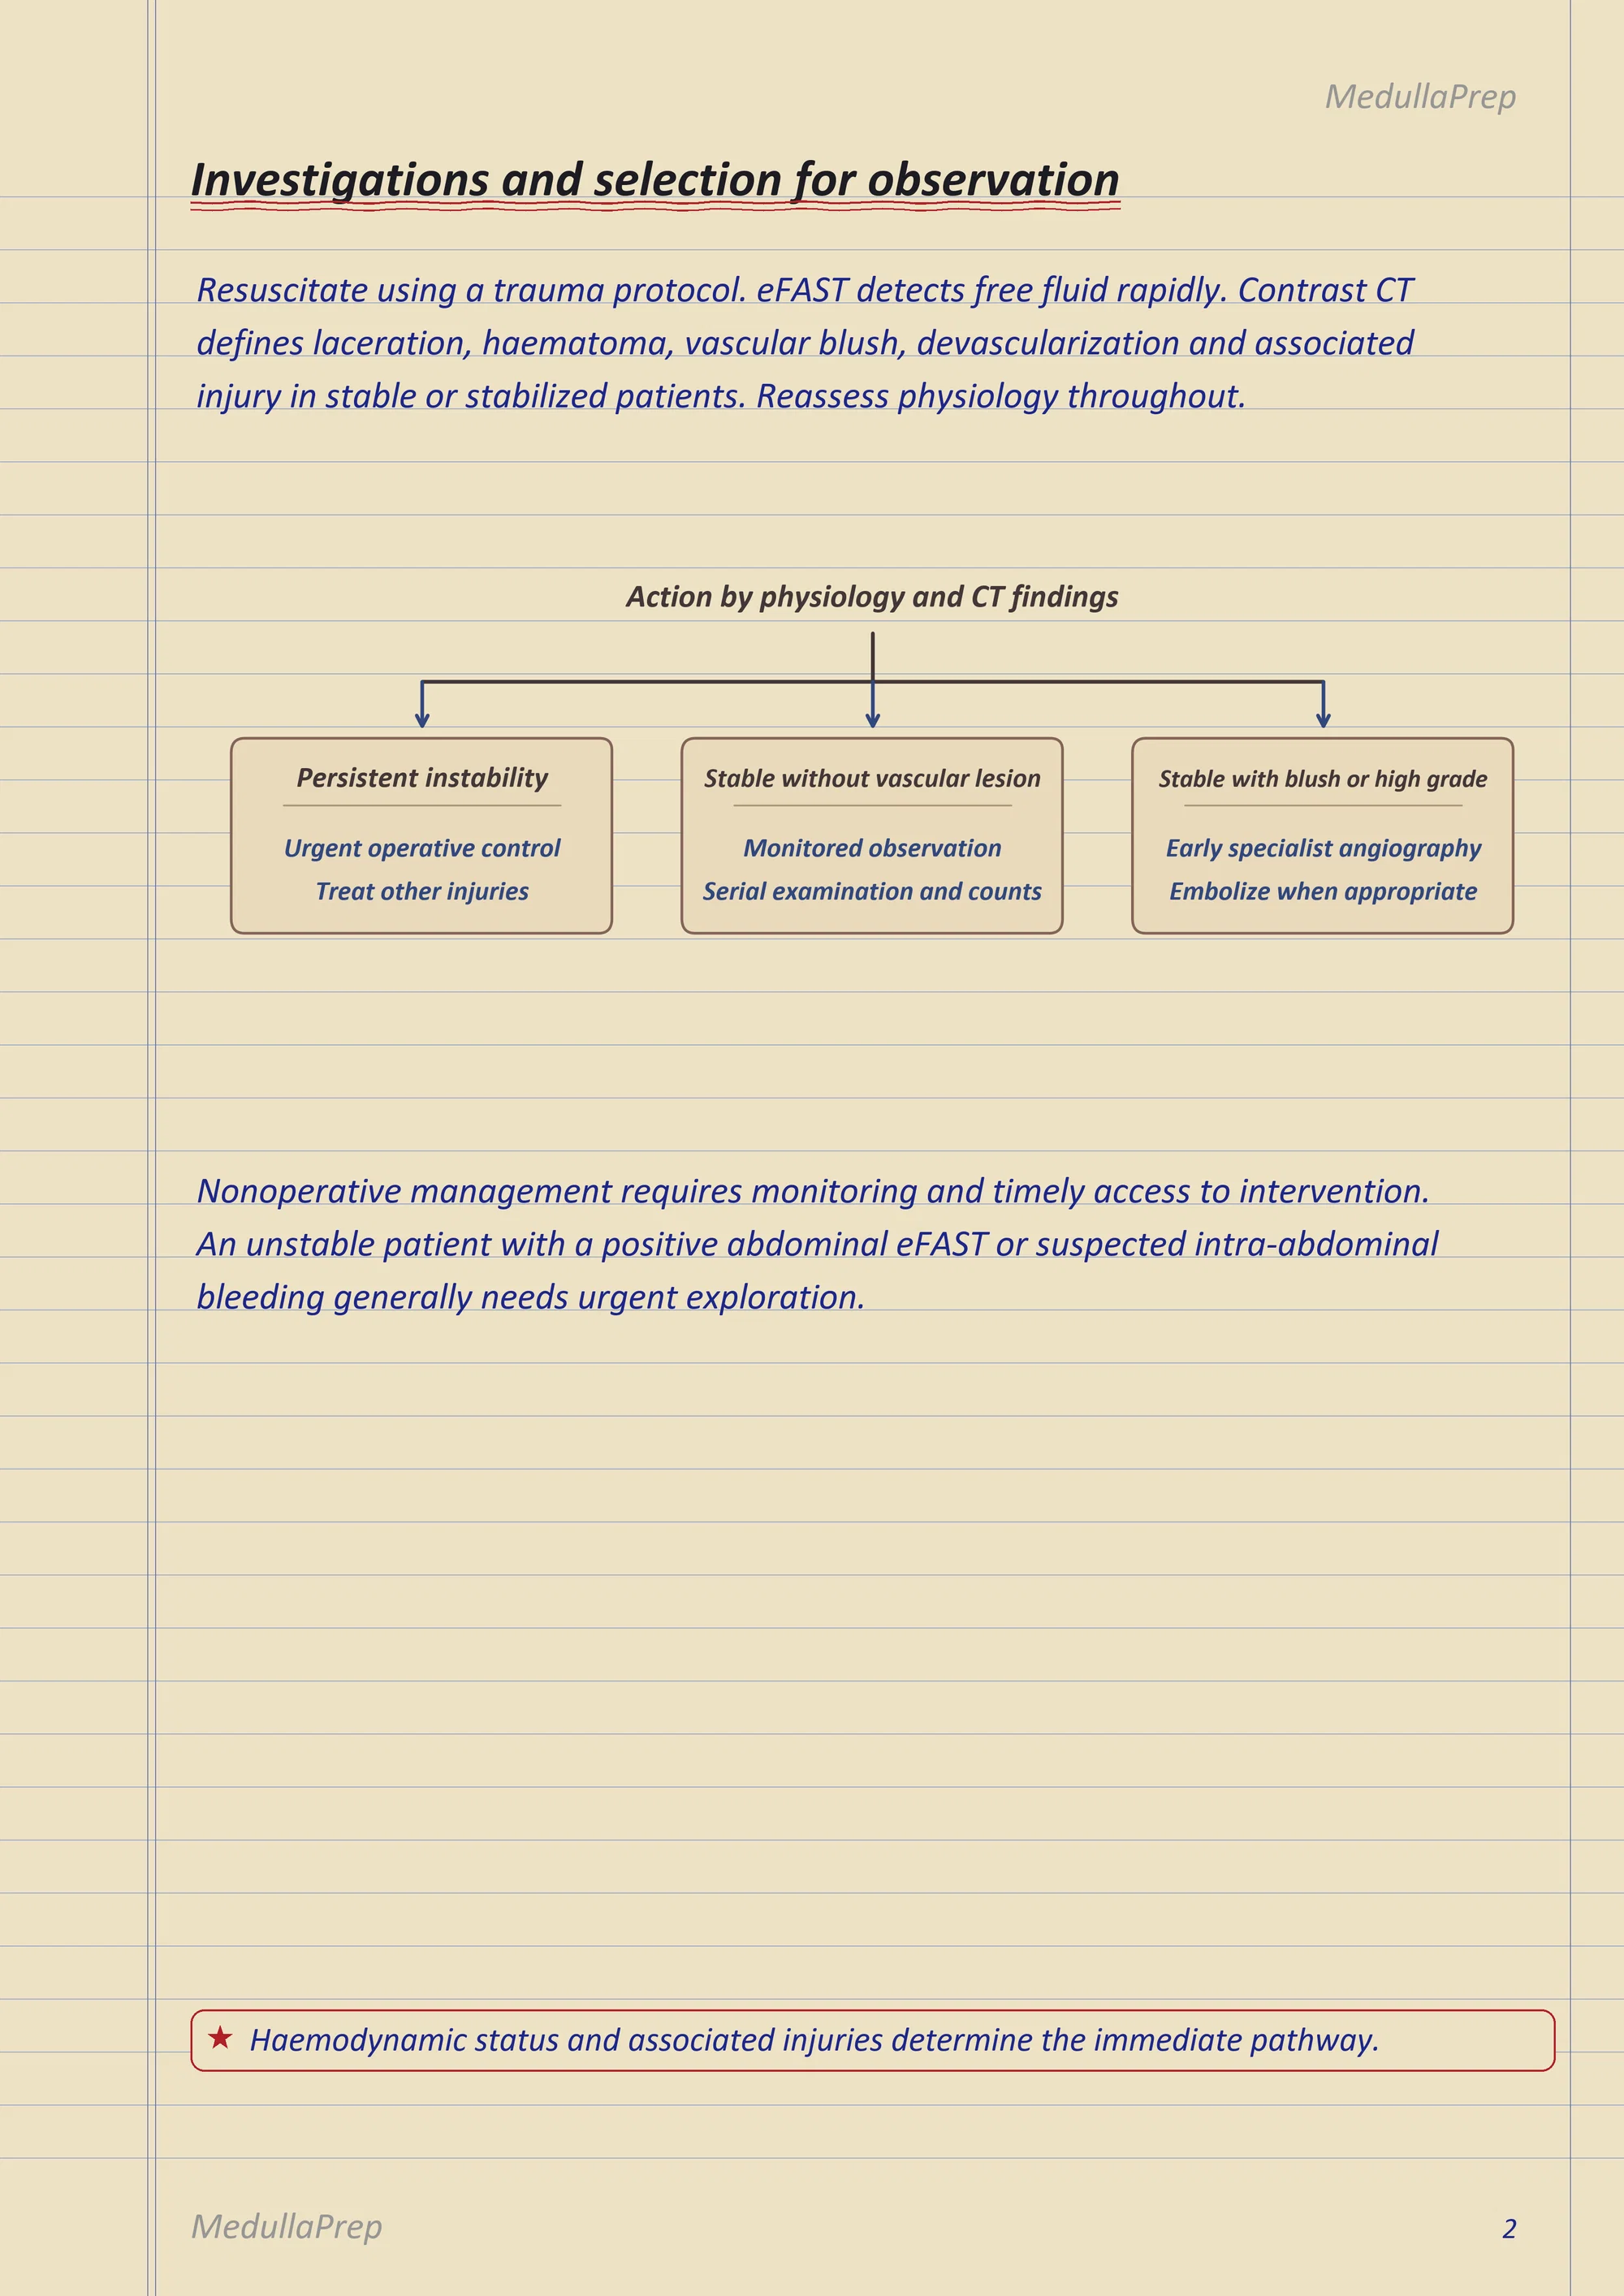 MedullaPrep
Investigations and selection for observation
Resuscitate using a trauma protocol. eFAST detects free fluid rapidly. Contrast CT
defines laceration, haematoma, vascular blush, devascularization and associated
injury in stable or stabilized patients. Reassess physiology throughout.
Action by physiology and CT findings
Persistent instability
Urgent operative control
Treat other injuries
Stable without vascular lesion
Monitored observation
Serial examination and counts
Stable with blush or high grade
Early specialist angiography
Embolize when appropriate
Nonoperative management requires monitoring and timely access to intervention.
An unstable patient with a positive abdominal eFAST or suspected intra-abdominal
bleeding generally needs urgent exploration.
★ Haemodynamic status and associated injuries determine the immediate pathway.
MedullaPrep
2